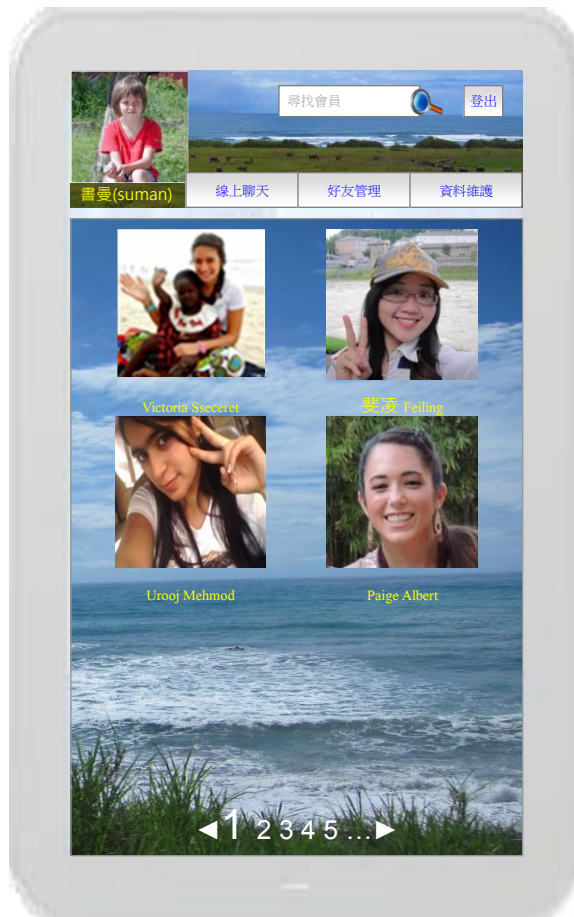 尋找會員
登出
書曼(suman)
線上聊天
好友管理
資料維護
Victoria Sseceret
斐凌 Feiling
Urooj Mehmod
Paige Albert
◀1 2 3 4 5 ...▶